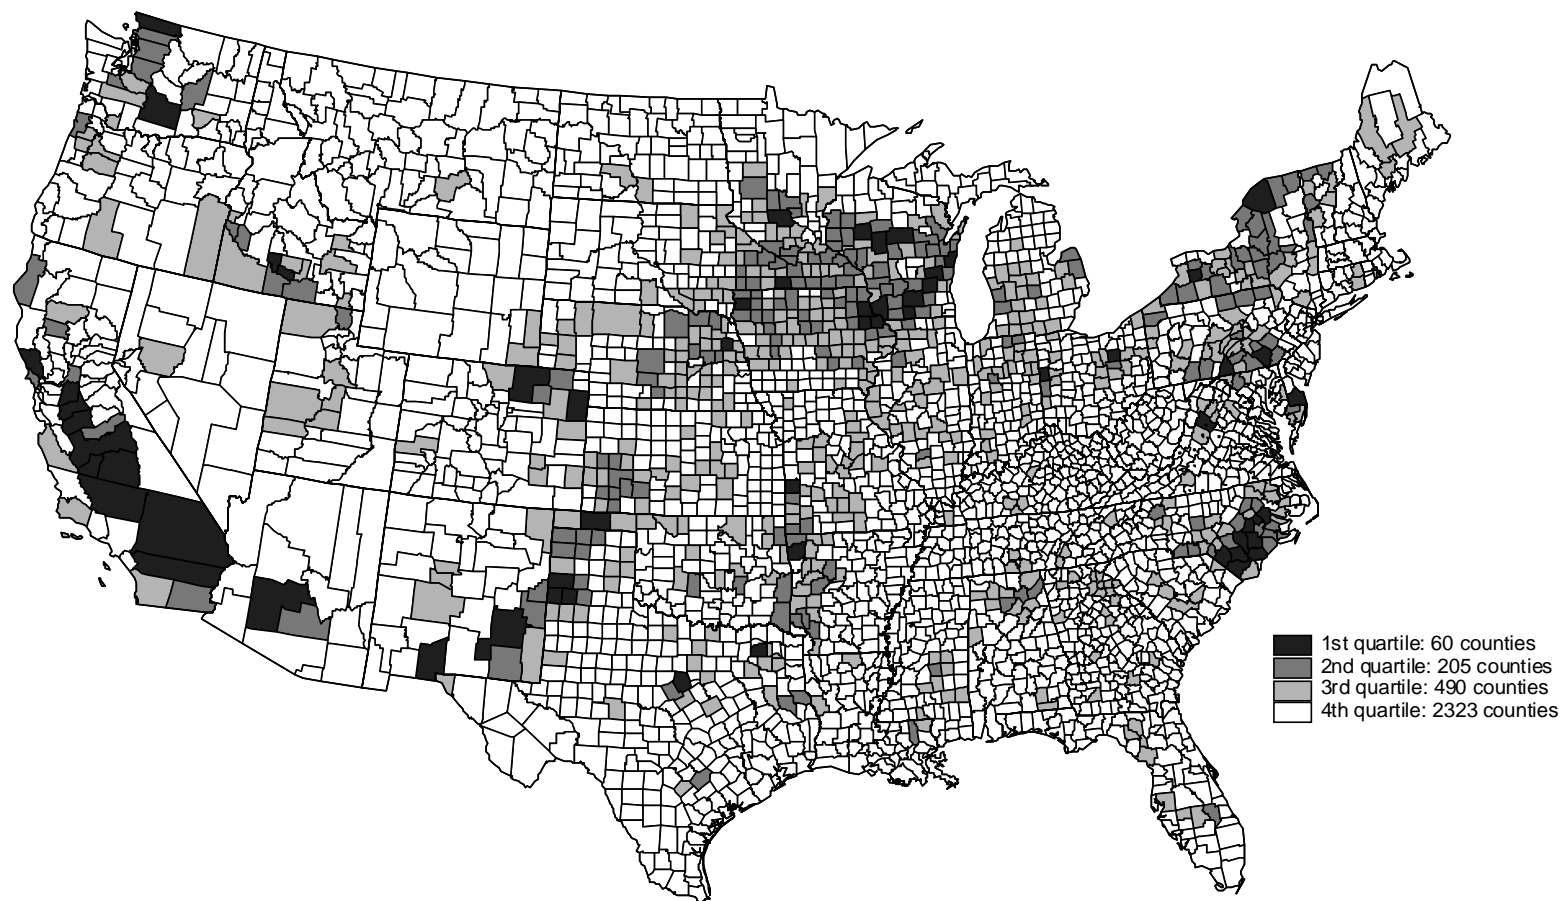 1st quartile: 60 counties
2nd quartile: 205 counties
3rd quartile: 490 counties
4th quartile: 2323 counties